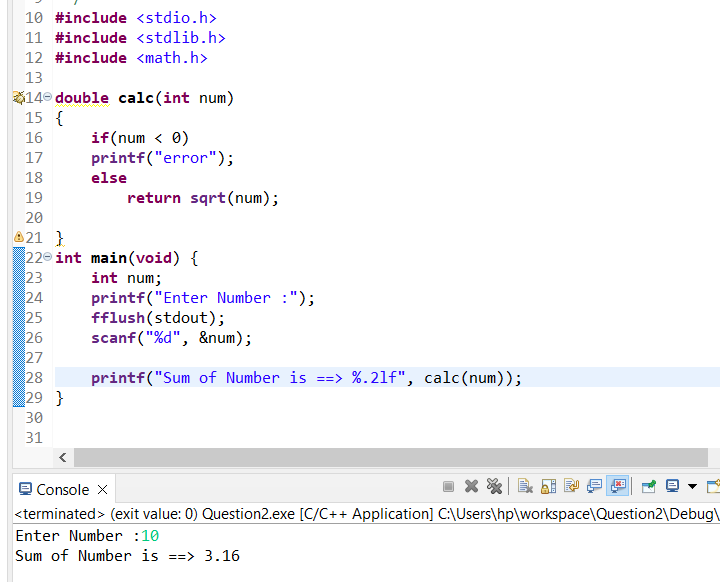 10 #include <stdio.h>
11 #include <stdlib.h>
12 #include <math.h>
13
14 double calc(int num)
15 {
16     if(num < 0)
17     printf("error");
18     else
19         return sqrt(num);
20
21 }
22 int main(void) {
23     int num;
24     printf("Enter Number :");
25     fflush(stdout);
26     scanf("%d", &num);
27
28     printf("Sum of Number is ==> %.2lf", calc(num));
29 }
30
31
Console
<terminated> (exit value: 0) Question2.exe [C/C++ Application] C:\Users\hp\workspace\Question2\Debug\
Enter Number :10
Sum of Number is ==> 3.16